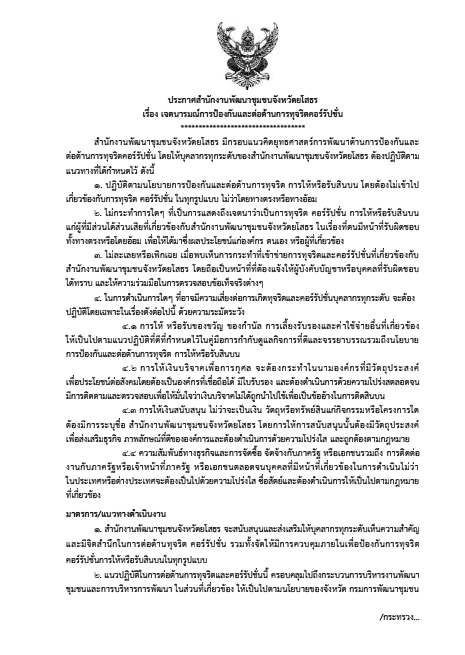 ประกาศสำนักงานพัฒนาชุมชนจังหวัดยโสธร
เรื่อง เจตนารมณ์การป้องกันและต่อต้านการทุจริตคอร์รัปชั่น
***********************************
สำนักงานพัฒนาชุมชนจังหวัดยโสธร มีกรอบแนวคิดยุทธศาสตร์การพัฒนาด้านการป้องกันและ
ต่อต้านการทุจริตคอร์รัปชั่น โดยให้บุคลากรทุกระดับของสำนักงานพัฒนาชุมชนจังหวัดยโสธร ต้องปฏิบัติตาม
แนวทางที่ได้กำหนดไว้ ดังนี้
๑. ปฏิบัติตามนโยบายการป้องกันและต่อต้านการทุจริต การให้หรือรับสินบน โดยต้องไม่เข้าไป
เกี่ยวข้องกับการทุจริต คอร์รัปชั่น ในทุกรูปแบบ ไม่ว่าโดยทางตรงหรือทางอ้อม
๒. ไม่กระทำการใดๆ ที่เป็นการแสดงถึงเจตนาว่าเป็นการทุจริต คอร์รัปชั่น การให้หรือรับสินบน
แก่ผู้ที่มีส่วนได้ส่วนเสียที่เกี่ยวข้องกับสำนักงานพัฒนาชุมชนจังหวัดยโสธร ในเรื่องที่ตนมีหน้าที่รับผิดชอบ
ทั้งทางตรงหรือโดยอ้อม เพื่อให้ได้มาซึ่งผลประโยชน์แก่องค์กร ตนเอง หรือผู้ที่เกี่ยวข้อง
๓. ไม่ละเลยหรือเพิกเฉย เมื่อพบเห็นการกระทำที่เข้าข่ายการทุจริตและคอร์รัปชั่นที่เกี่ยวข้องกับ
สำนักงานพัฒนาชุมชนจังหวัดยโสธร โดยถือเป็นหน้าที่ที่ต้องแจ้งให้ผู้บังคับบัญชาหรือบุคคลที่รับผิดชอบ
ได้ทราบ และให้ความร่วมมือในการตรวจสอบข้อเท็จจริงต่างๆ
๔. ในการดำเนินการใดๆ ที่อาจมีความเสี่ยงต่อการเกิดทุจริตและคอร์รัปชั่นบุคลากรทุกระดับ จะต้อง
ปฏิบัติโดยเฉพาะในเรื่องดังต่อไปนี้ ด้วยความระมัดระวัง
๔.๑ การให้ หรือรับของขวัญ ของกำนัล การเลี้ยงรับรองและค่าใช้จ่ายอื่นที่เกี่ยวข้อง
ให้เป็นไปตามแนวปฏิบัติที่ดีที่กำหนดไว้ในคู่มือการกำกับดูแลกิจการที่ดีและจรรยาบรรณรวมถึงนโยบาย
การป้องกันและต่อต้านการทุจริต การให้หรือรับสินบน
๔.๒ การให้เงินบริจาคเพื่อการกุศล จะต้องกระทำในนามองค์กรที่มีวัตถุประสงค์
เพื่อประโยชน์ต่อสังคมโดยต้องเป็นองค์กรที่เชื่อถือได้ มีใบรับรอง และต้องดำเนินการด้วยความโปร่งใสตลอดจน
มีการติดตามและตรวจสอบเพื่อให้มั่นใจว่าเงินบริจาคไม่ได้ถูกนำไปใช้เพื่อเป็นข้ออ้างในการติดสินบน
๔.๓ การให้เงินสนับสนุน ไม่ว่าจะเป็นเงิน วัตถุหรือทรัพย์สินแก่กิจกรรมหรือโครงการใด
ต้องมีการระบุชื่อ สำนักงานพัฒนาชุมชนจังหวัดยโสธร โดยการให้การสนับสนุนนั้นต้องมีวัตถุประสงค์
เพื่อส่งเสริมธุรกิจ ภาพลักษณ์ที่ดีขององค์การและต้องดำเนินการด้วยความโปร่งใส และถูกต้องตามกฎหมาย
๔.๔ ความสัมพันธ์ทางธุรกิจและการจัดซื้อ จัดจ้างกับภาครัฐ หรือเอกชนรวมถึง การติดต่อ
งานกับภาครัฐหรือเจ้าหน้าที่ภาครัฐ หรือเอกชนตลอดจนบุคคลที่มีหน้าที่เกี่ยวข้องในการดำเนินไม่ว่า
ในประเทศหรือต่างประเทศจะต้องเป็นไปด้วยความโปร่งใส ซื่อสัตย์และต้องดำเนินการให้เป็นไปตามกฎหมาย
ที่เกี่ยวข้อง
มาตรการ/แนวทางดำเนินงาน
๑. สำนักงานพัฒนาชุมชนจังหวัดยโสธร จะสนับสนุนและส่งเสริมให้บุคลากรทุกระดับเห็นความสำคัญ
และมีจิตสำนึกในการต่อต้านทุจริต คอร์รัปชั่น รวมทั้งจัดให้มีการควบคุมภายในเพื่อป้องกันการทุจริต
คอร์รัปชั่นการให้หรือรับสินบนในทุกรูปแบบ
๒. แนวปฏิบัติในการต่อต้านการทุจริตและคอร์รัปชั่นนี้ ครอบคลุมไปถึงกระบวนการบริหารงานพัฒนา
ชุมชนและการบริหารการพัฒนา ในส่วนที่เกี่ยวข้อง ให้เป็นไปตามนโยบายของจังหวัด กรมการพัฒนาชุมชน
/กระทรวง...